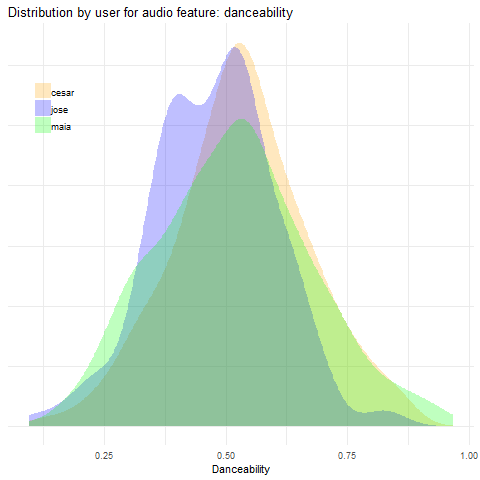 Distribution by user for audio feature: danceability
cesar
jose
maia
0.25 0.50 0.75 1.00
Danceability